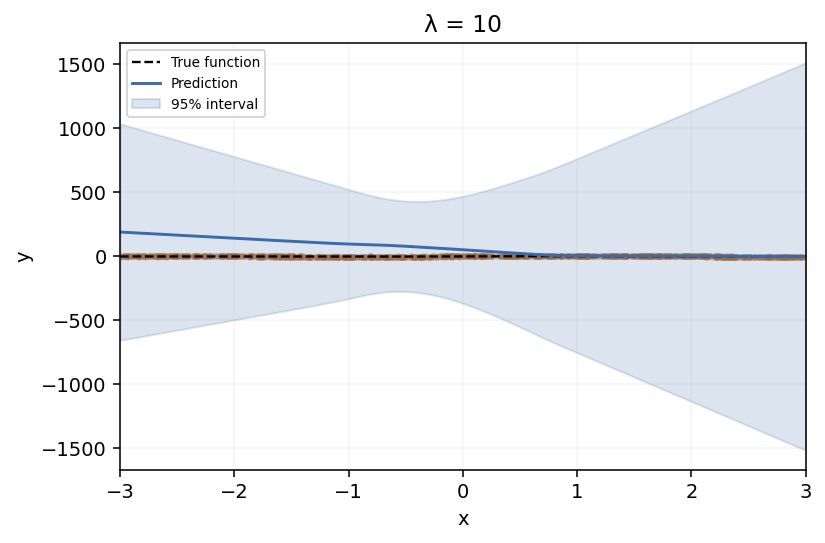 λ = 10
True function
Prediction
95% interval
1500
1000
500
0
−500
−1000
−1500
y
−3
−2
−1
0
1
2
3
x